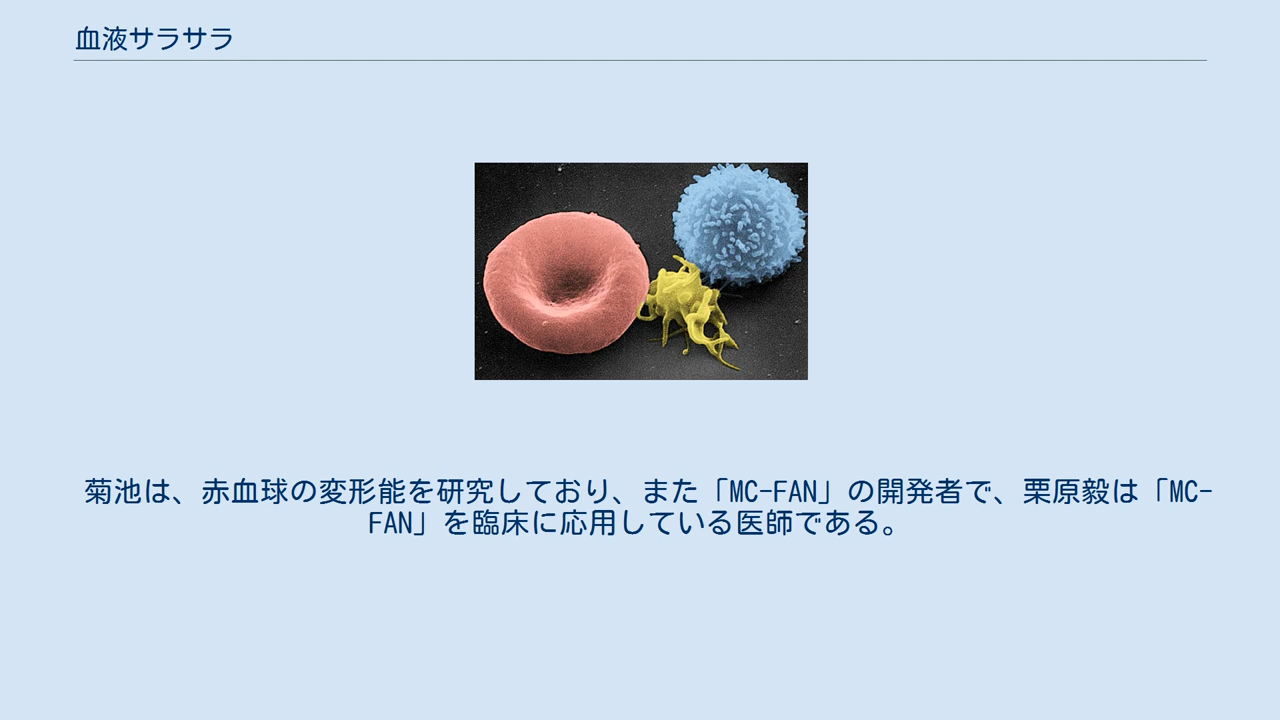 血液サラサラ
菊池は、赤血球の変形能を研究しており、また「MC-FAN」の開発者で、栗原毅は「MC-
FAN」を臨床に応用している医師である。